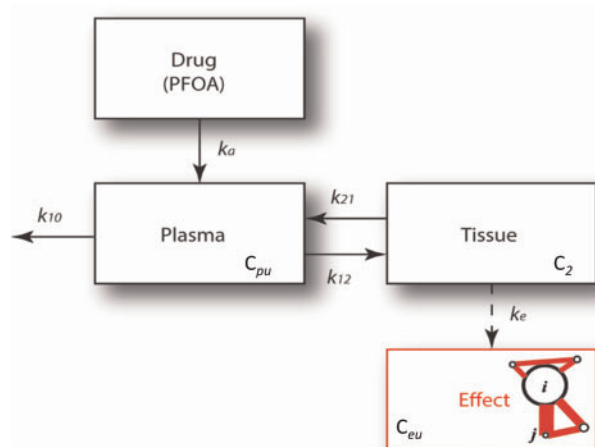 Drug
(PFOA)
ka
k10
Plasma
Cpu
k21
k12
Tissue
C2
ke
Effect
i
j
Ceu